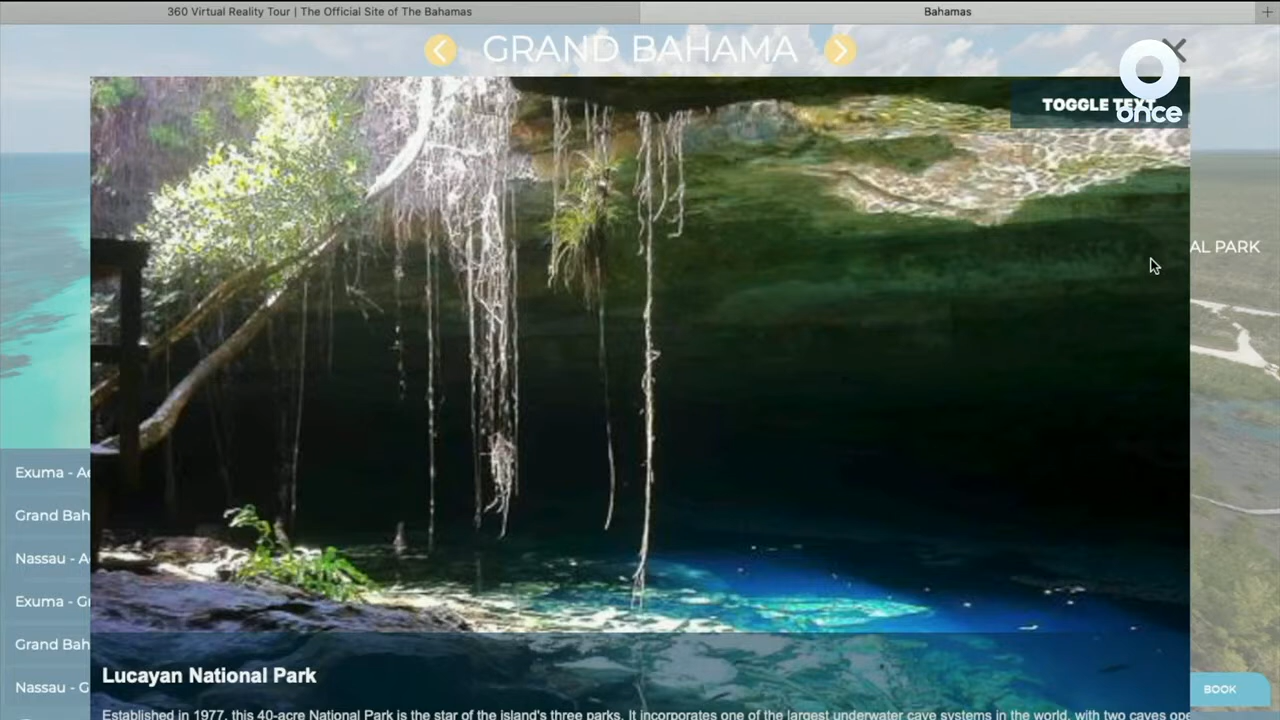 360 Virtual Reality Tour | The Official Site of The Bahamas
Bahamas
GRAND BAHAMA
TOGGLE TEXT
once
AL PARK
Exuma - A
Grand Bah
Nassau - A
Exuma - G
Grand Bah
Nassau - G
BOOK
Lucayan National Park
Established in 1977, this 40-acre National Park is the star of the island's three parks. It incorporates one of the largest underwater cave systems in the world, with two caves ope